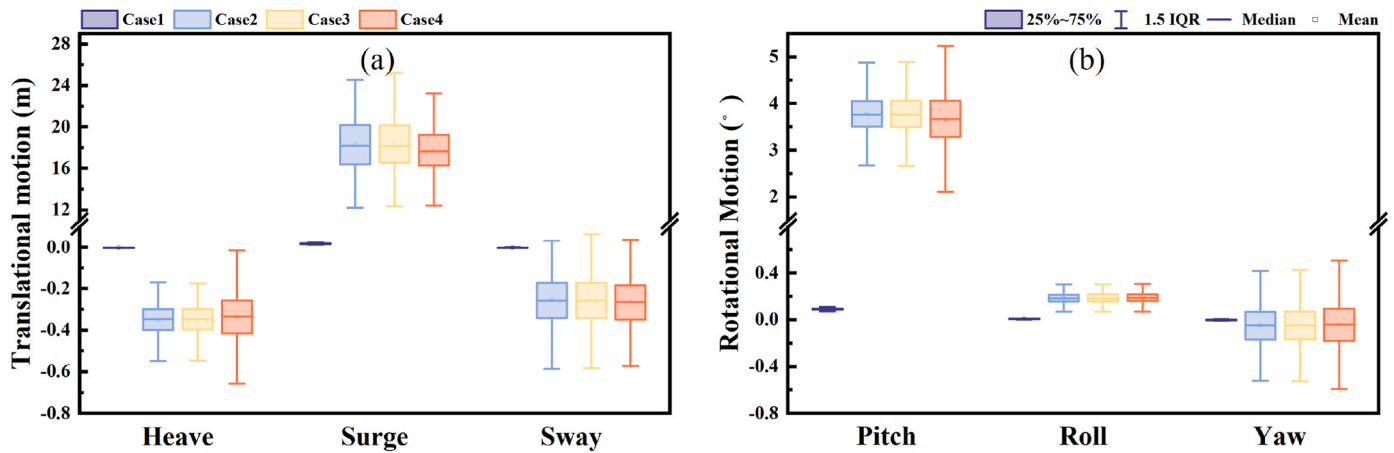 Case1 Case2 Case3 Case4
(a)
Translational motion (m)
28
24
20
16
12
0.0
-0.2
-0.4
-0.6
-0.8
Heave Surge Sway
25%~75% 1.5 IQR Median Mean
(b)
Rotational Motion (°)
5
4
3
2
0.4
0.0
-0.4
-0.8
Pitch Roll Yaw